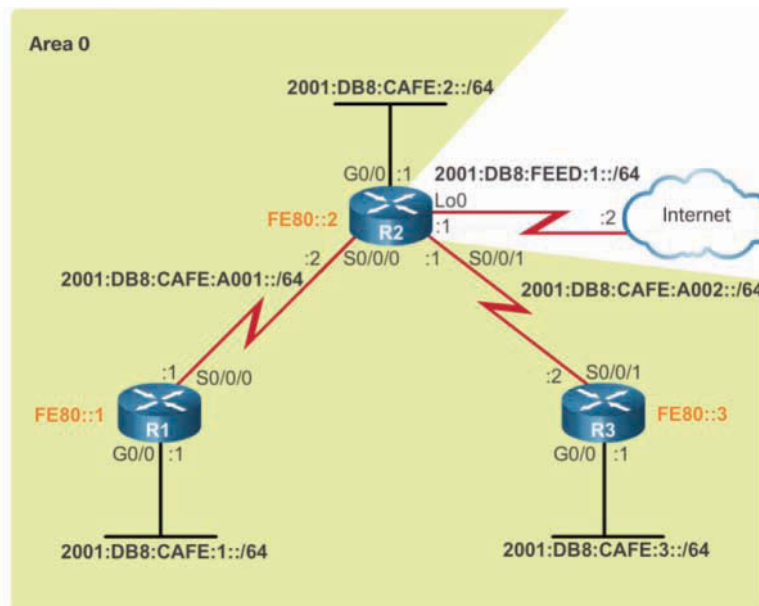 Area 0
2001:DB8:CAFE:2::/64
G0/0 :1
2001:DB8:FEED:1::/64
Lo0
:1
:2
Internet
FE80::2
R2
:2 S0/0/0
:1 S0/0/1
2001:DB8:CAFE:A001::/64
2001:DB8:CAFE:A002::/64
:1 S0/0/0
:2 S0/0/1
FE80::1
R1
R3
FE80::3
G0/0 :1
G0/0 :1
2001:DB8:CAFE:1::/64
2001:DB8:CAFE:3::/64